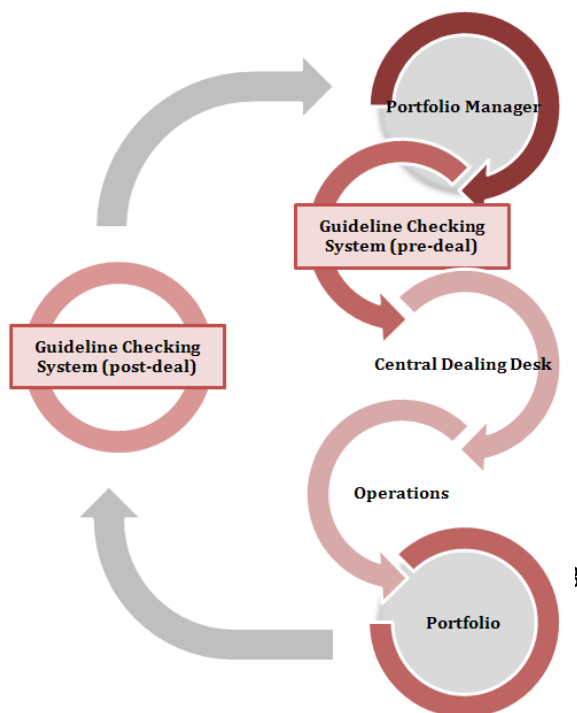 Portfolio Manager
Guideline Checking
System (pre-deal)
Guideline Checking
System (post-deal)
Central Dealing Desk
Operations
Portfolio